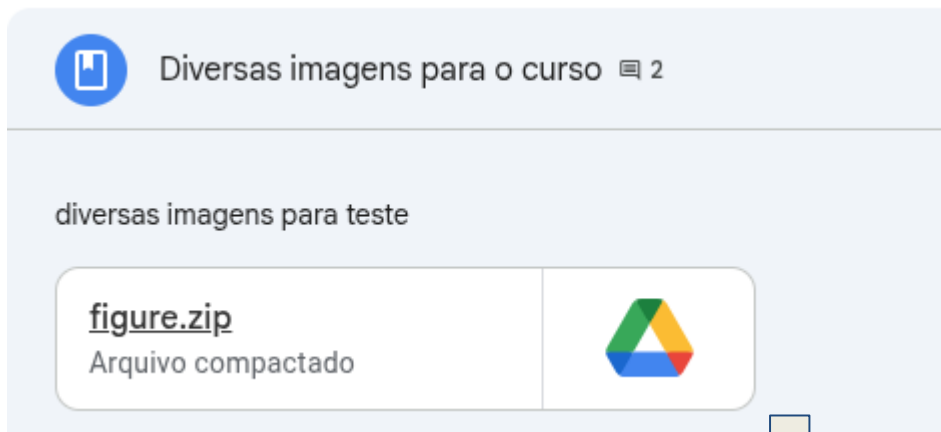 Diversas imagens para o curso 2
diversas imagens para teste
figure.zip
Arquivo compactado